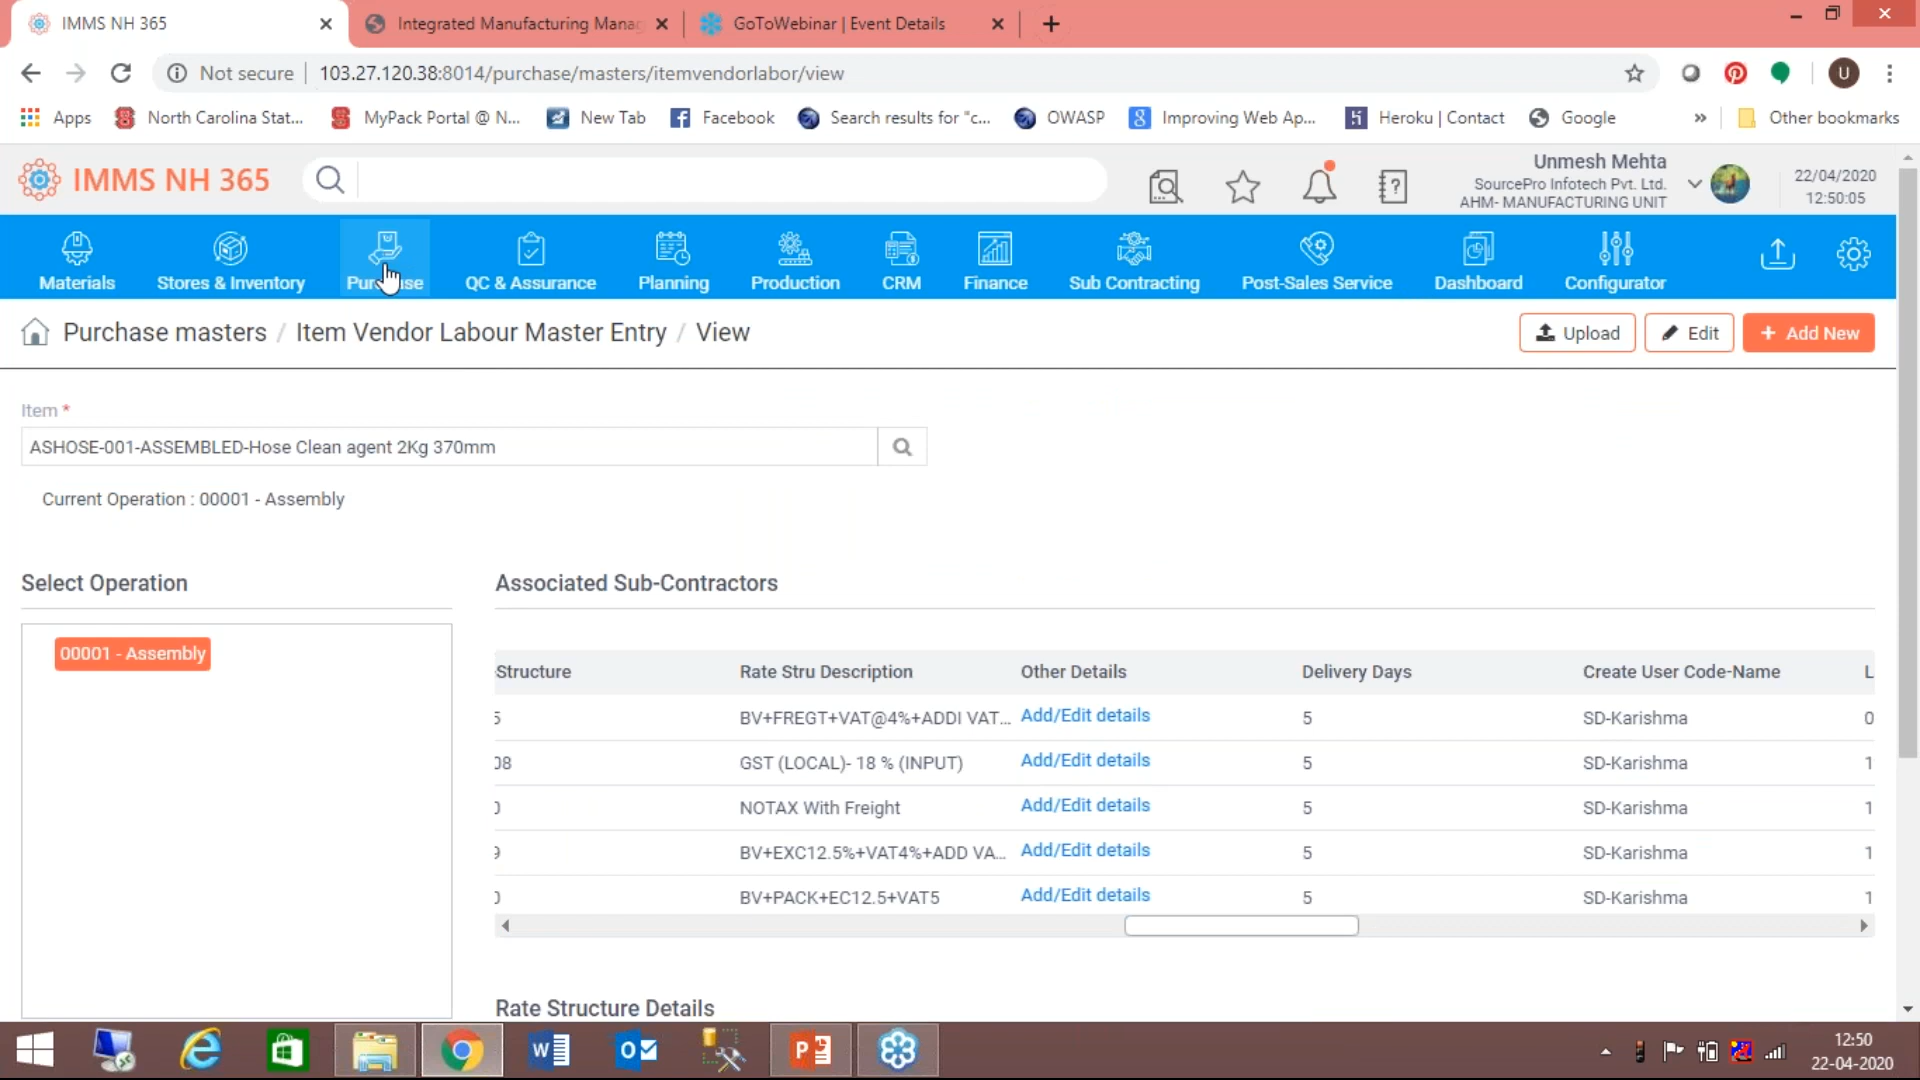 IMMS NH 365
Integrated Manufacturing Manag
GoToWebinar | Event Details
Not secure
103.27.120.38:8014/purchase/masters/itemvendorlabor/view
U
Apps
North Carolina Stat...
MyPack Portal @ N...
New Tab
Facebook
Search results for "c...
OWASP
Improving Web Ap...
Heroku | Contact
Google
»
Other bookmarks
IMMS NH 365
Unmesh Mehta
SourcePro Infotech Pvt. Ltd.
AHM- MANUFACTURING UNIT
22/04/2020
12:50:05
Materials
Stores & Inventory
Purchase
QC & Assurance
Planning
Production
CRM
Finance
Sub Contracting
Post-Sales Service
Dashboard
Configurator
Purchase masters / Item Vendor Labour Master Entry / View
Upload
Edit
+ Add New
Item *
ASHOSE-001-ASSEMBLED-Hose Clean agent 2Kg 370mm
Current Operation : 00001 - Assembly
Select Operation
Associated Sub-Contractors
00001 - Assembly
Structure Rate Stru Description Other Details Delivery Days Create User Code-Name L
5 BV+FREGT+VAT@4%+ADDI VAT... Add/Edit details 5 SD-Karishma 0
08 GST (LOCAL)- 18 % (INPUT) Add/Edit details 5 SD-Karishma 1
0 NOTAX With Freight Add/Edit details 5 SD-Karishma 1
9 BV+EXC12.5%+VAT4%+ADD VA... Add/Edit details 5 SD-Karishma 1
0 BV+PACK+EC12.5+VAT5 Add/Edit details 5 SD-Karishma 1
Rate Structure Details
12:50
22-04-2020